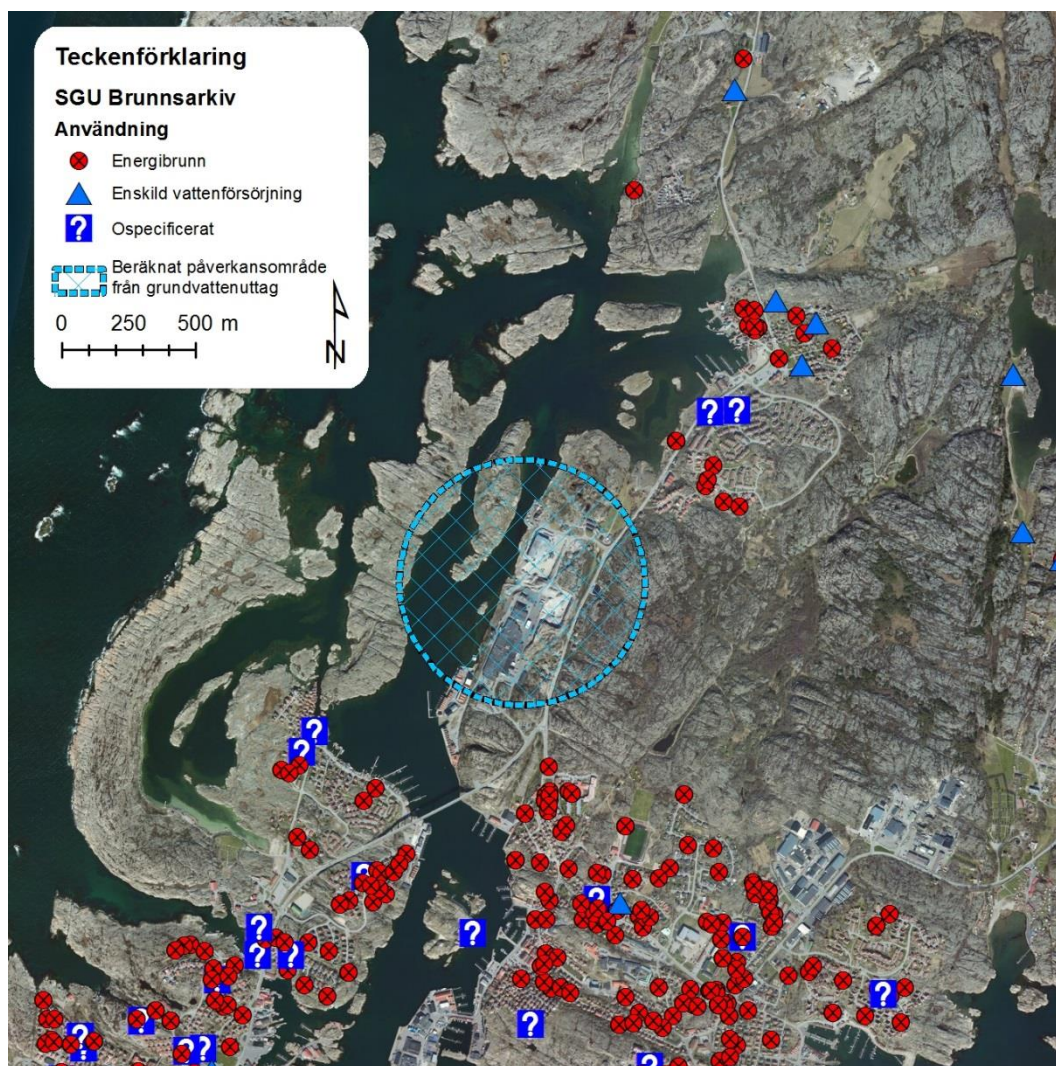 Teckenförklaring
SGU Brunnsarkiv
Användning
Energibrunn
Enskild vattenförsörjning
? Ospecificerat
Beräknat påverkansområde
från grundvattenuttag
0 250 500 m
N